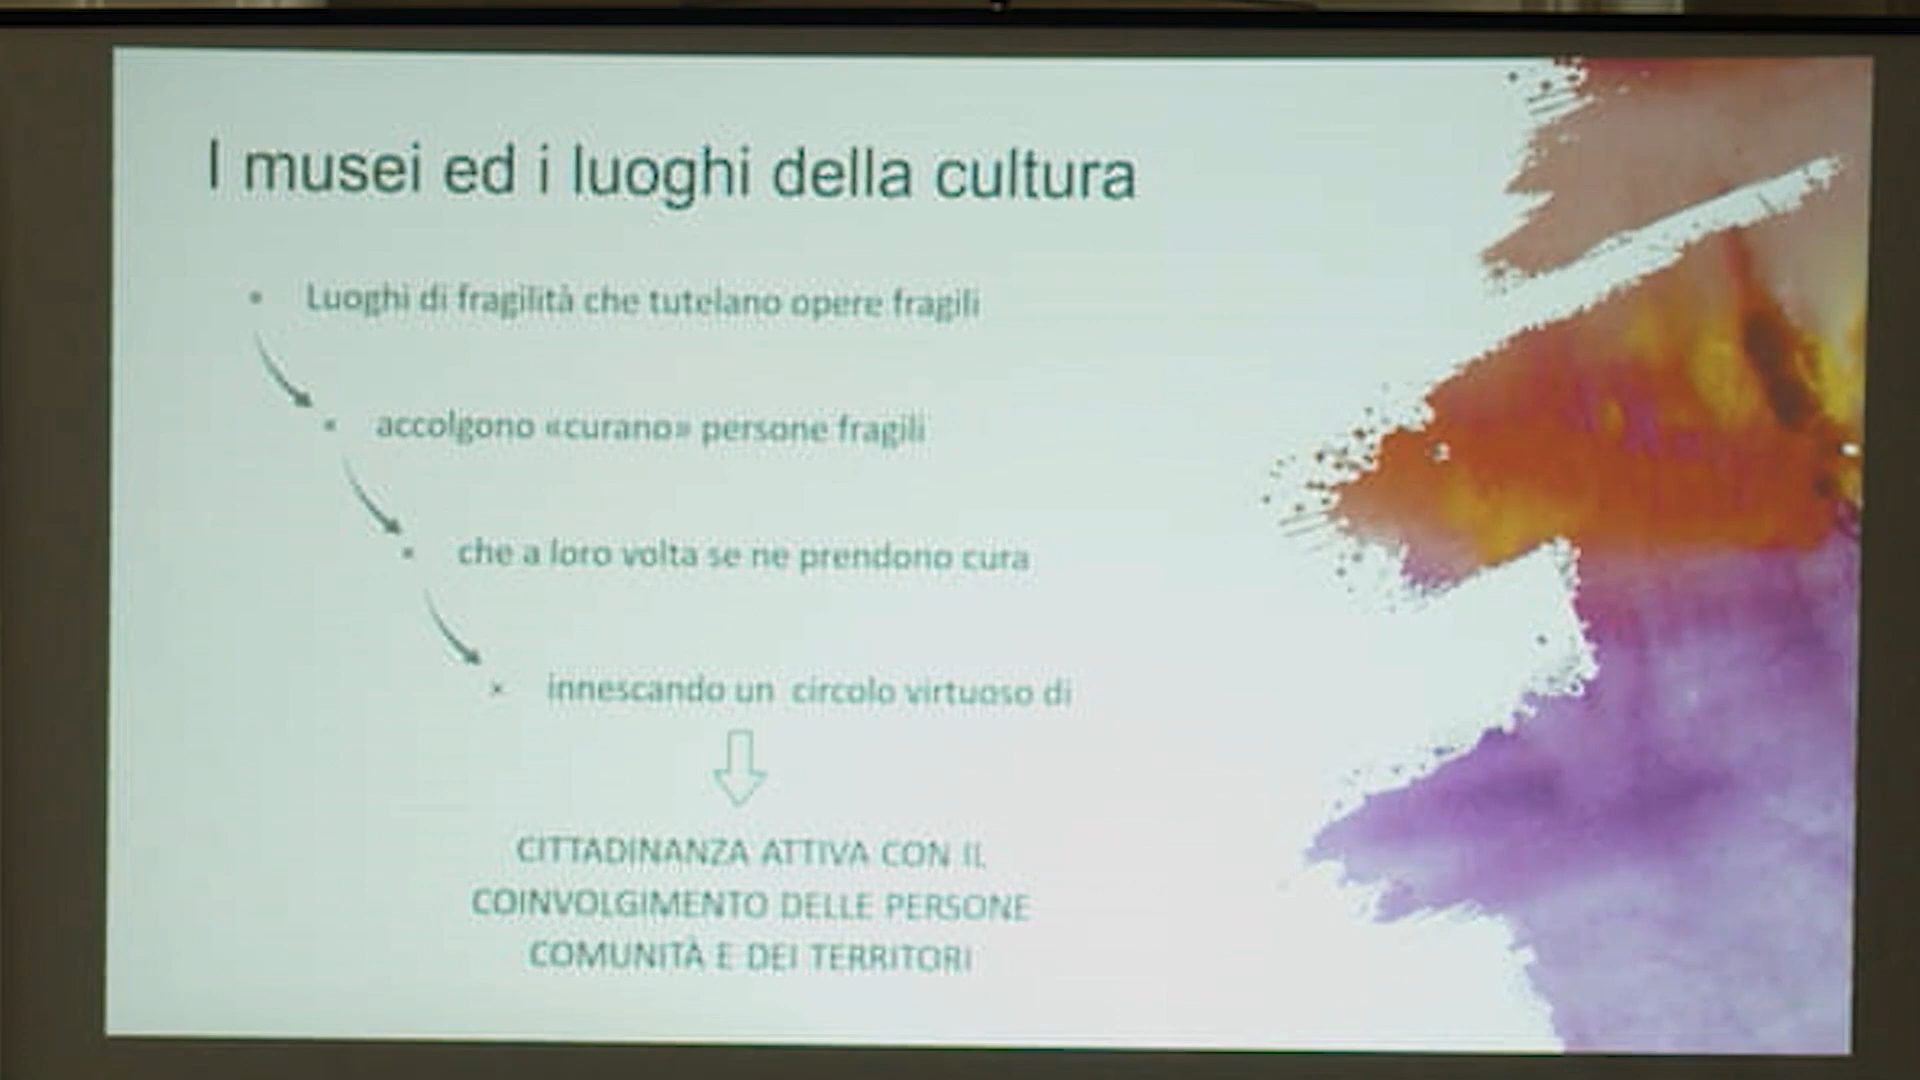 I musei ed i luoghi della cultura
Luoghi di fragilità che tutelano opere fragili
accolgono «curano» persone fragili
che a loro volta se ne prendono cura
innescando un circolo virtuoso di
CITTADINANZA ATTIVA CON IL
COINVOLGIMENTO DELLE PERSONE
COMUNITÀ E DEI TERRITORI